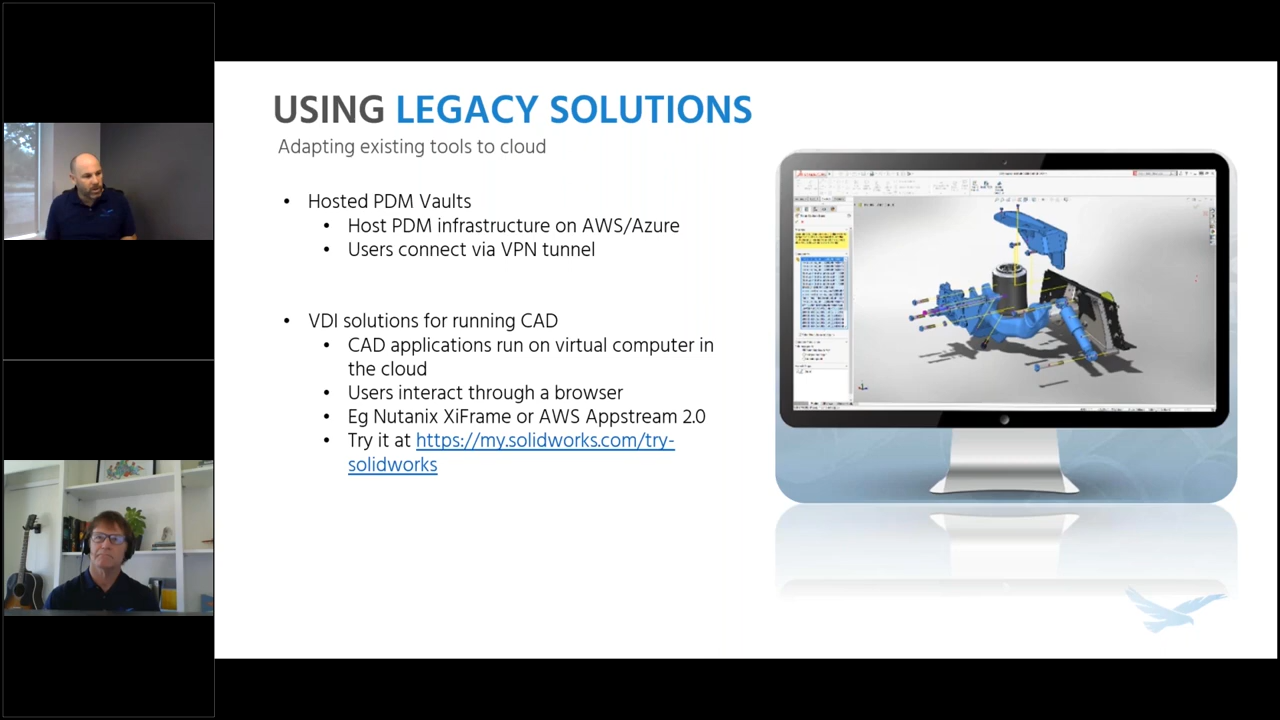 USING LEGACY SOLUTIONS
Adapting existing tools to cloud
• Hosted PDM Vaults
• Host PDM infrastructure on AWS/Azure
• Users connect via VPN tunnel
• VDI solutions for running CAD
• CAD applications run on virtual computer in
the cloud
• Users interact through a browser
• Eg Nutanix XiFrame or AWS Appstream 2.0
• Try it at https://my.solidworks.com/try-
solidworks